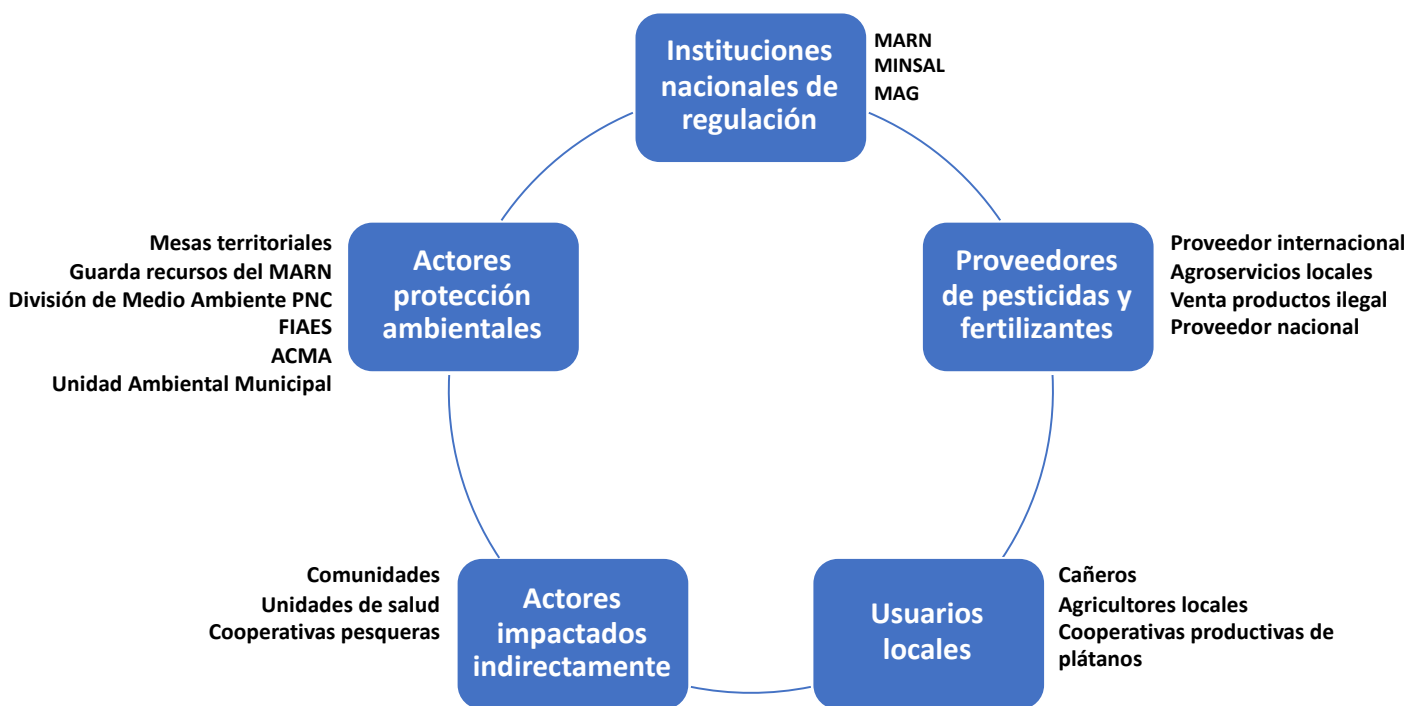 Instituciones
nacionales de
regulación
MARN
MINSAL
MAG
Mesas territoriales
Guarda recursos del MARN
División de Medio Ambiente PNC
FIAES
ACMA
Unidad Ambiental Municipal
Actores
protección
ambientales
Proveedores
de pesticidas y
fertilizantes
Proveedor internacional
Agroservicios locales
Venta productos ilegal
Proveedor nacional
Comunidades
Unidades de salud
Cooperativas pesqueras
Actores
impactados
indirectamente
Usuarios
locales
Cañeros
Agricultores locales
Cooperativas productivas de
plátanos